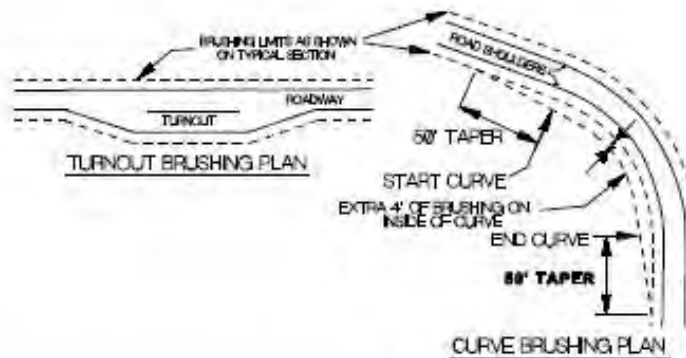 BRUSHING LIMITS AS SHOWN
ON TYPICAL SECTION
ROADWAY
TURNOUT
TURNOUT BRUSHING PLAN
ROAD SHOULDERS
50' TAPER
START CURVE
EXTRA 4' OF BRUSHING ON
INSIDE OF CURVE
END CURVE
50' TAPER
CURVE BRUSHING PLAN